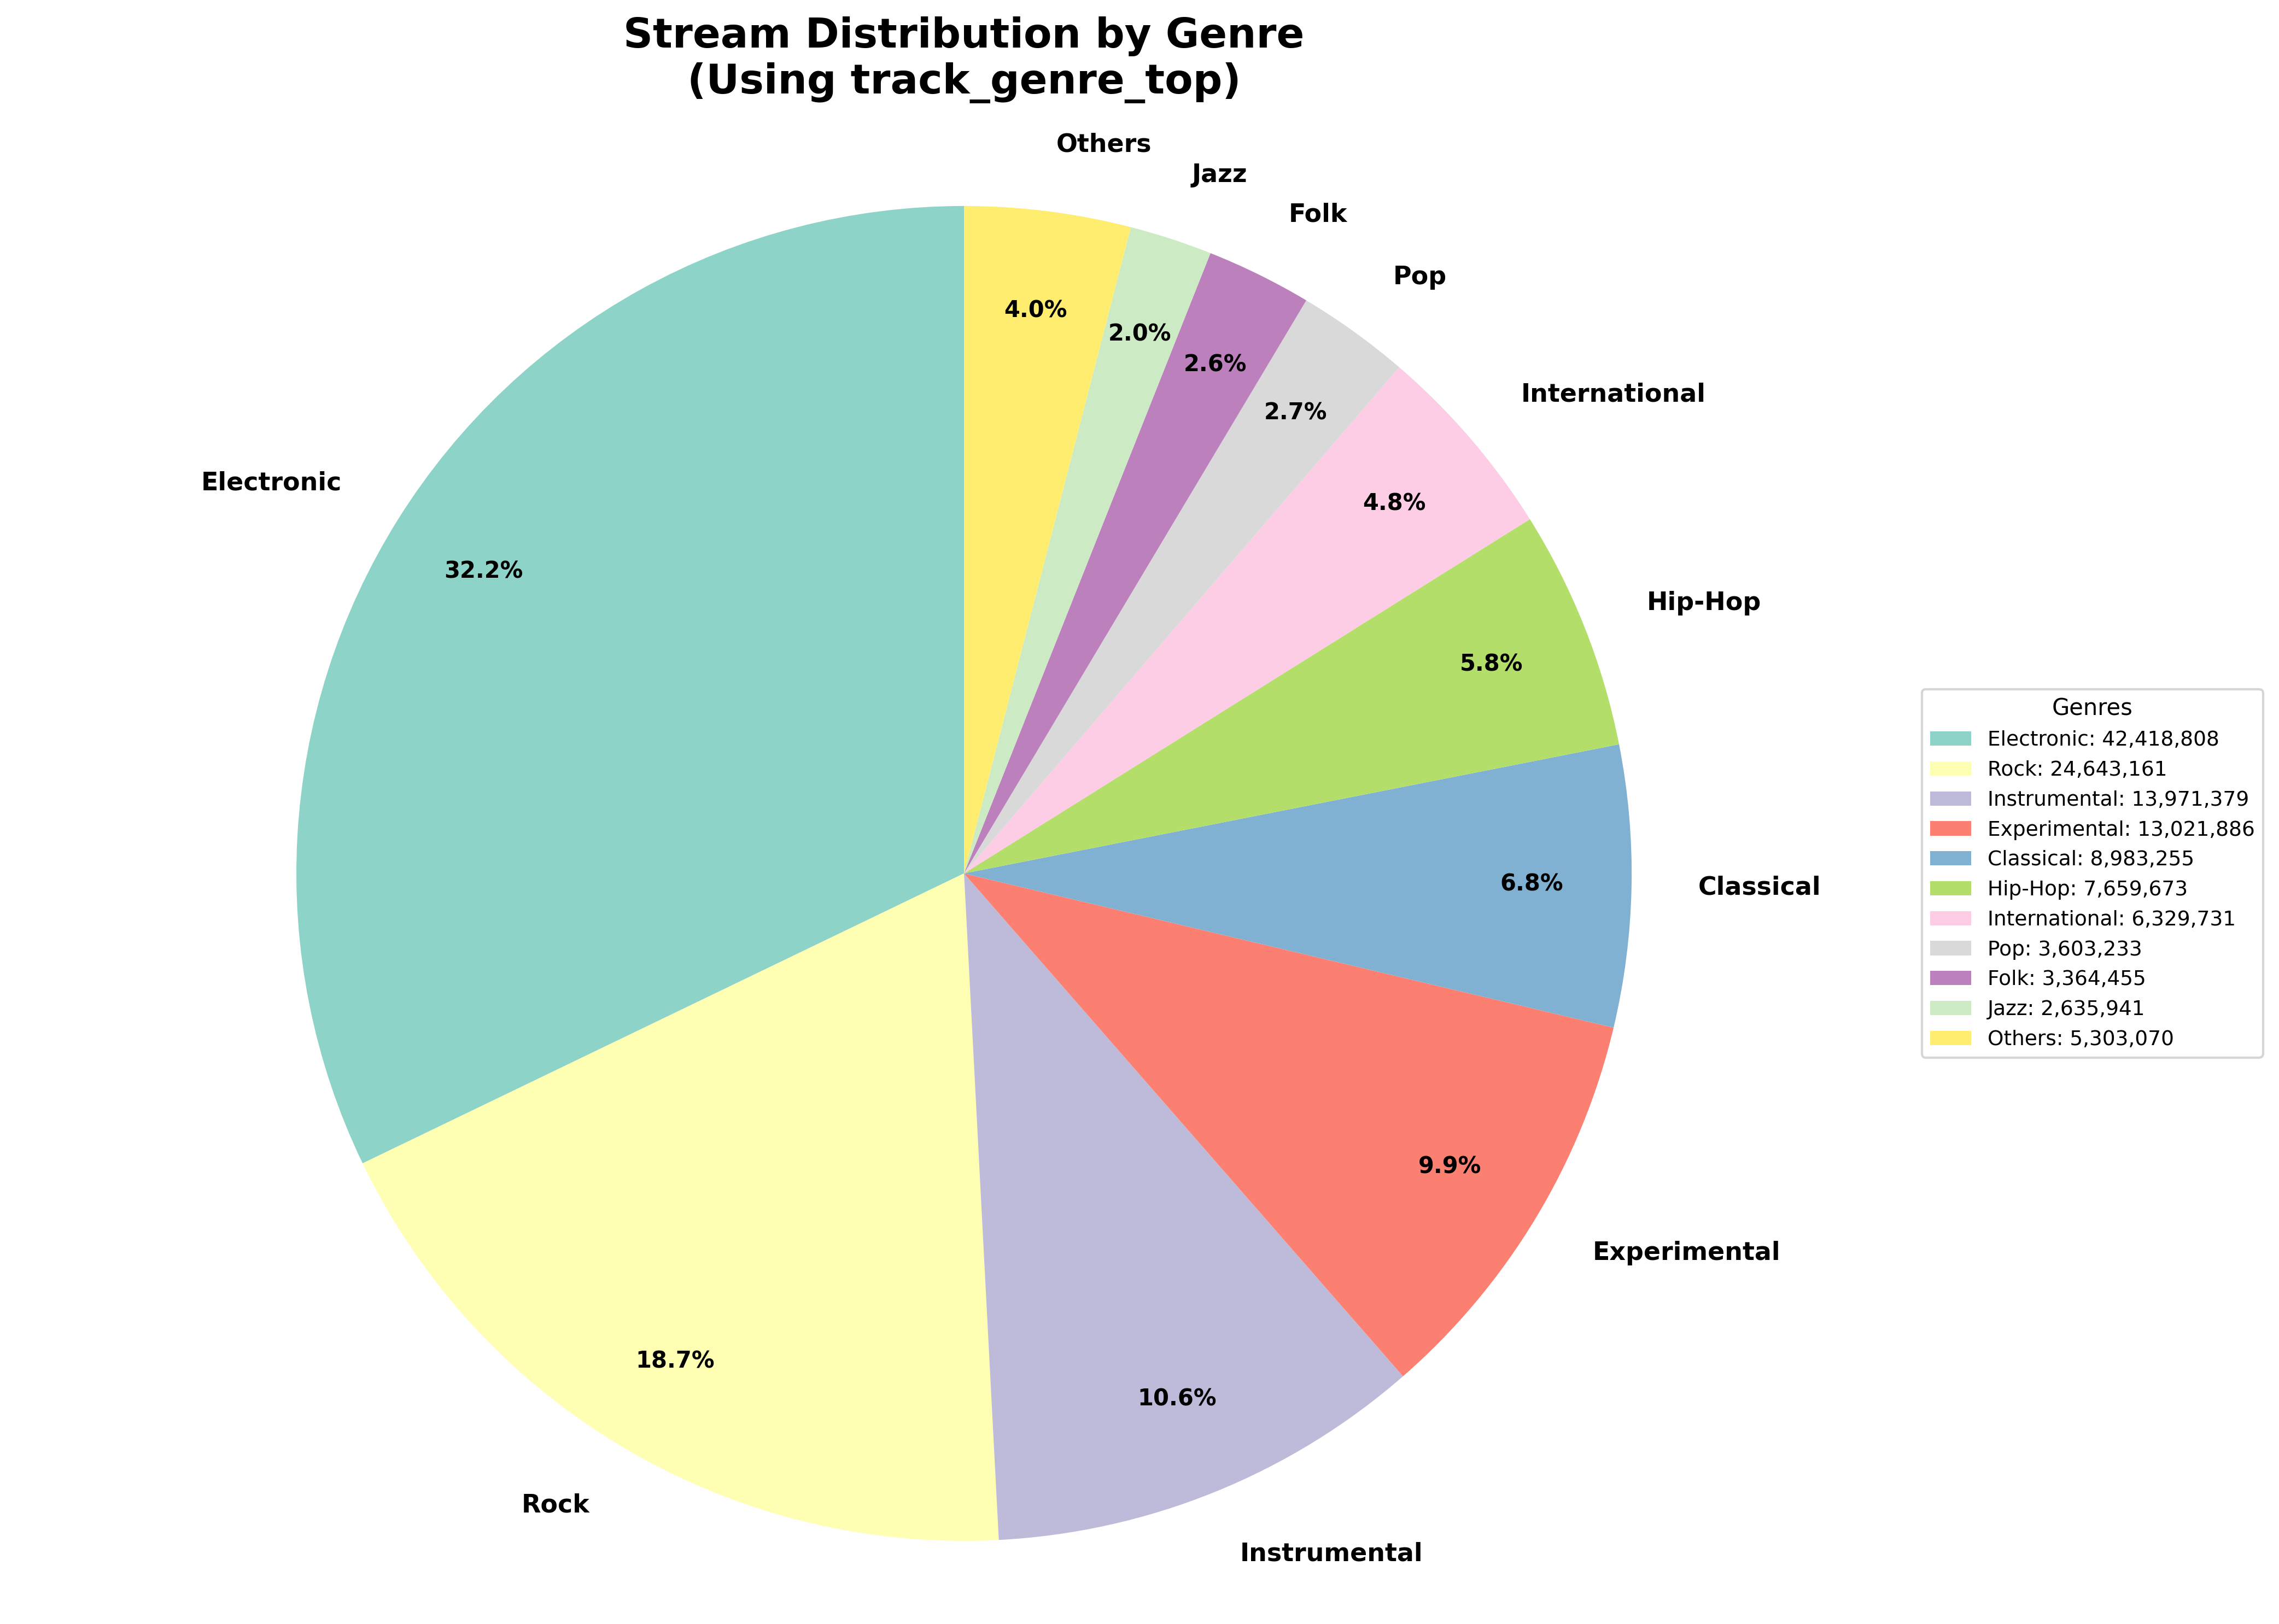 Stream Distribution by Genre
(Using track_genre_top)
Others
Jazz
Folk
Pop
International
Hip-Hop
Classical
Experimental
Instrumental
Rock
Electronic
4.0%
2.0%
2.6%
2.7%
4.8%
5.8%
6.8%
9.9%
10.6%
18.7%
32.2%
Genres
Electronic: 42,418,808
Rock: 24,643,161
Instrumental: 13,971,379
Experimental: 13,021,886
Classical: 8,983,255
Hip-Hop: 7,659,673
International: 6,329,731
Pop: 3,603,233
Folk: 3,364,455
Jazz: 2,635,941
Others: 5,303,070